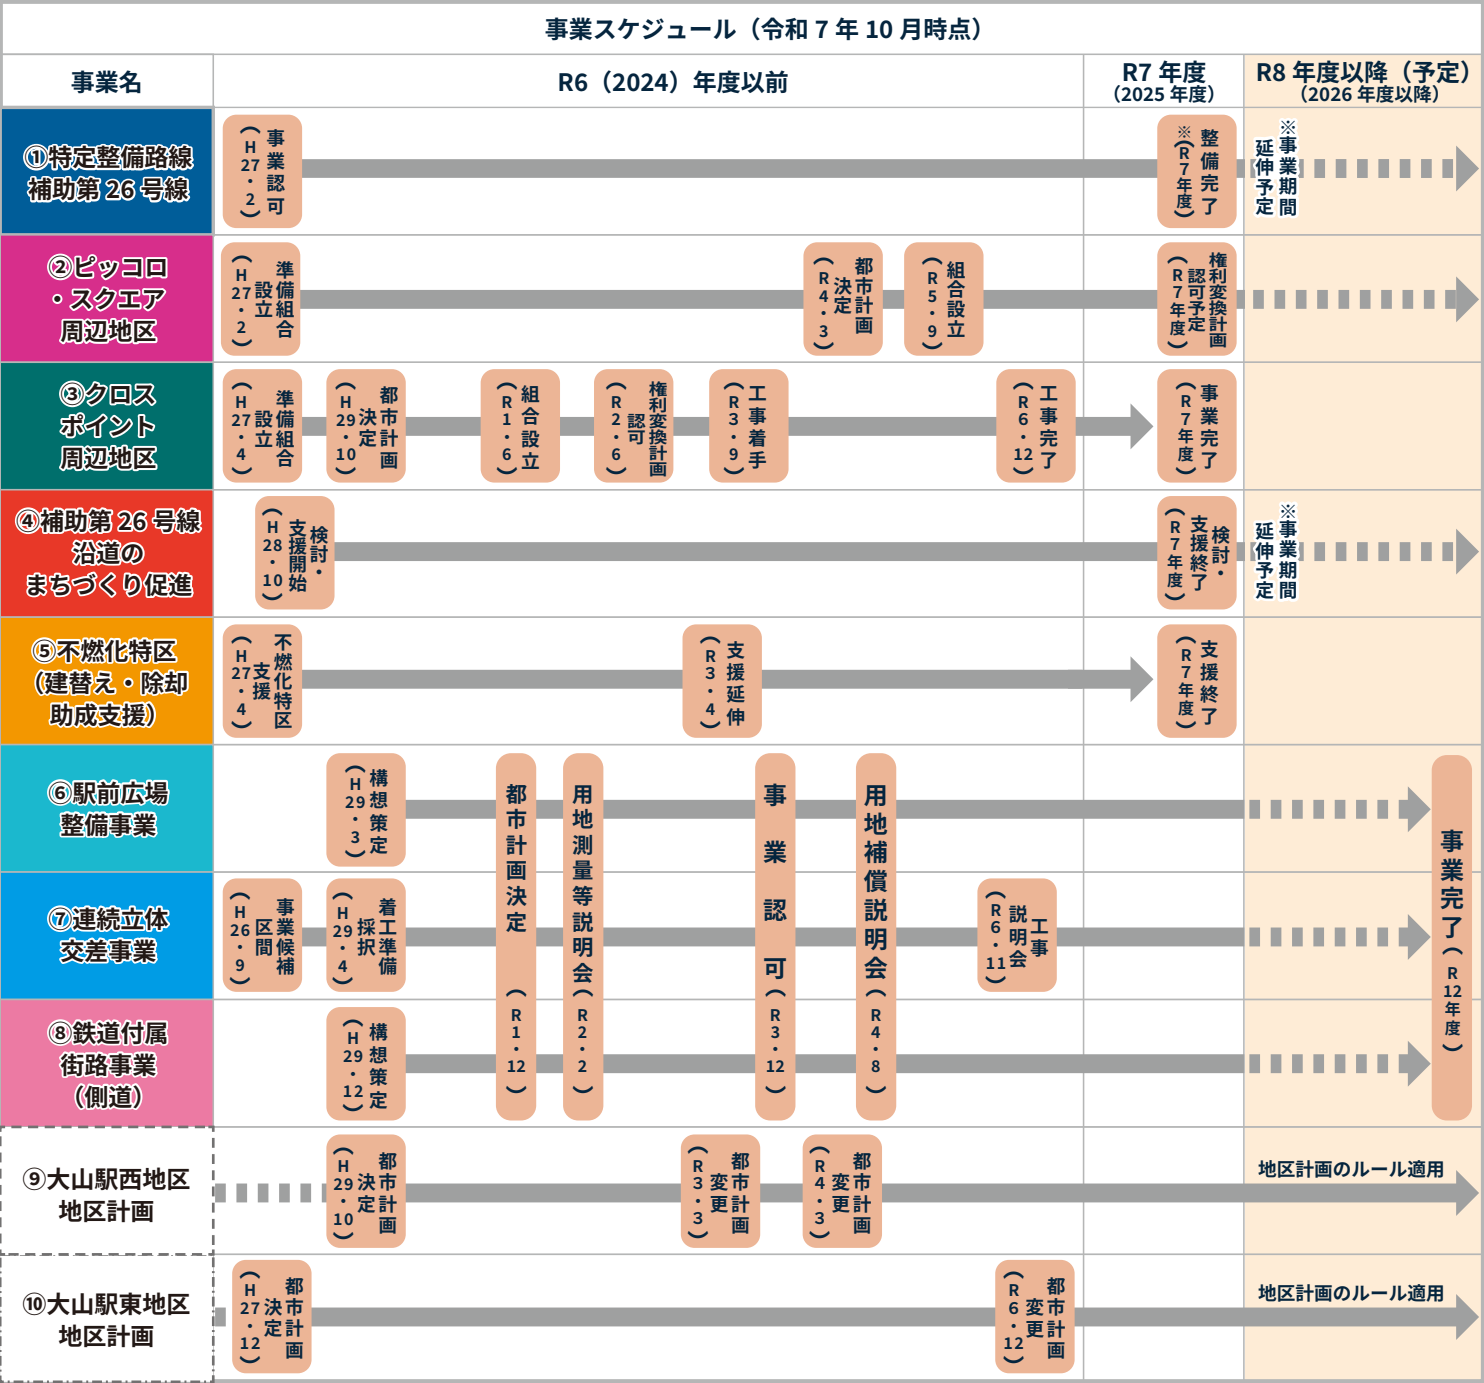 事業スケジュール（令和 7 年 10 月時点）
事業名
R6（2024）年度以前
R7 年度
（2025 年度）
R8 年度以降（予定）
（2026 年度以降）
①特定整備路線
補助第 26 号線
事業認可
（H27・2）
整備完了
※（R7年度）
※事業期間
延伸予定
②ピッコロ
・スクエア
周辺地区
準備組合
設立
（H27・2）
都市計画
決定
（R4・3）
組合設立
（R5・9）
権利変換計画
認可予定
（R7年度）
③クロス
ポイント
周辺地区
準備組合
設立
（H27・4）
都市計画
決定
（H29・10）
組合設立
（R1・6）
権利変換計画
認可
（R2・6）
工事着手
（R3・9）
工事完了
（R6・12）
事業完了
（R7年度）
④補助第 26 号線
沿道の
まちづくり促進
検討・
支援開始
（H28・10）
検討・
支援終了
（R7年度）
※事業期間
延伸予定
⑤不燃化特区
（建替え・除却
助成支援）
不燃化特区
支援
（H27・4）
支援延伸
（R3・4）
支援終了
（R7年度）
⑥駅前広場
整備事業
構想策定
（H29・3）
都市計画決定（R1・12）
用地測量等説明会（R2・2）
事業認可（R3・12）
用地補償説明会（R4・8）
事業完了（R12年度）
⑦連続立体
交差事業
事業候補
区間
（H26・9）
着工準備
採択
（H29・4）
工事
説明会
（R6・11）
⑧鉄道付属
街路事業
（側道）
構想策定
（H29・12）
⑨大山駅西地区
地区計画
都市計画
決定
（H29・10）
都市計画
変更
（R3・3）
都市計画
変更
（R4・3）
地区計画のルール適用
⑩大山駅東地区
地区計画
都市計画
決定
（H27・12）
都市計画
変更
（R6・12）
地区計画のルール適用